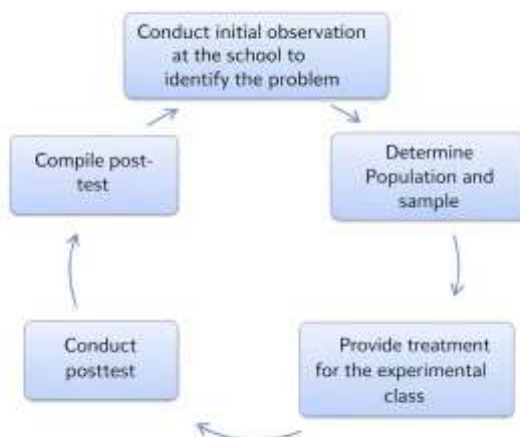 Conduct initial observation
at the school to
identify the problem
Determine
Population and
sample
Provide treatment
for the experimental
class
Conduct
posttest
Compile post-
test